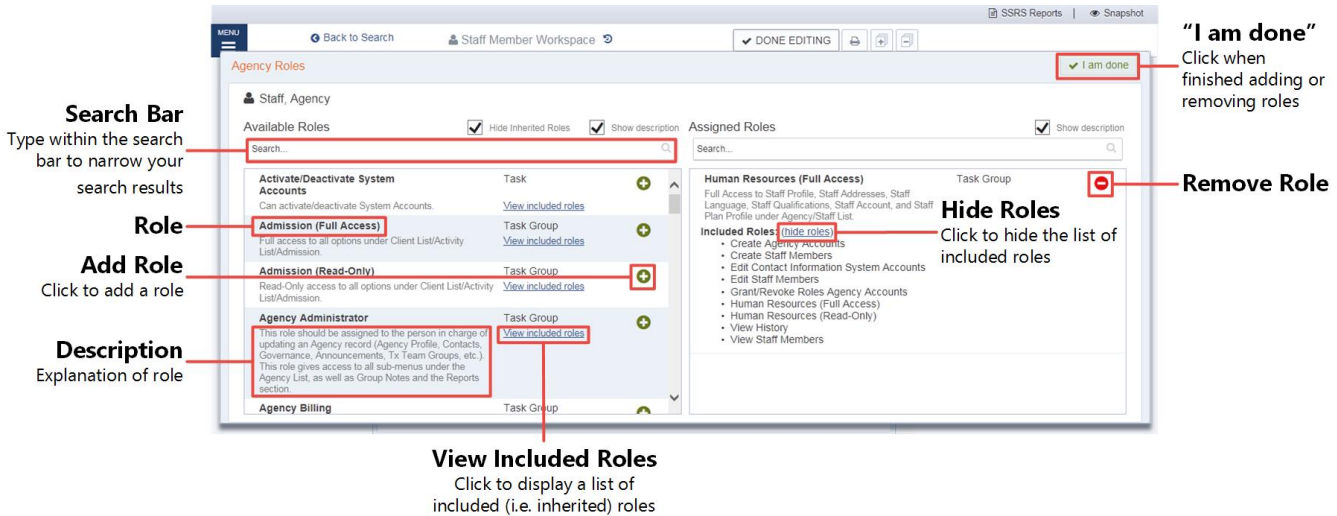 SSRS Reports | Snapshot
MENU
Back to Search
Staff Member Workspace
DONE EDITING
Agency Roles
I am done
"I am done"
Click when
finished adding or
removing roles
Staff, Agency
Search Bar
Type within the search
bar to narrow your
search results
Available Roles
Hide Inherited Roles
Show description
Search...
Assigned Roles
Show description
Search...
Activate/Deactivate System
Accounts
Task
Can activate/deactivate System Accounts.
View included roles
Role
Admission (Full Access)
Task Group
Full access to all options under Client List/Activity
List/Admission.
View included roles
Add Role
Click to add a role
Admission (Read-Only)
Task Group
Read-Only access to all options under Client List/Activity
List/Admission.
View included roles
Agency Administrator
Task Group
Description
Explanation of role
This role should be assigned to the person in charge of
updating an Agency record (Agency Profile, Contacts,
Governance, Announcements, Tx Team Groups, etc.).
This role gives access to all sub-menus under the
Agency List, as well as Group Notes and the Reports
section.
View included roles
Agency Billing
Task Group
Human Resources (Full Access)
Task Group
Full Access to Staff Profile, Staff Addresses, Staff
Language, Staff Qualifications, Staff Account, and Staff
Plan Profile under Agency/Staff List.
Included Roles: (hide roles)
• Create Agency Accounts
• Create Staff Members
• Edit Contact Information System Accounts
• Edit Staff Members
• Grant/Revoke Roles Agency Accounts
• Human Resources (Full Access)
• Human Resources (Read-Only)
• View History
• View Staff Members
Remove Role
Hide Roles
Click to hide the list of
included roles
View Included Roles
Click to display a list of
included (i.e. inherited) roles